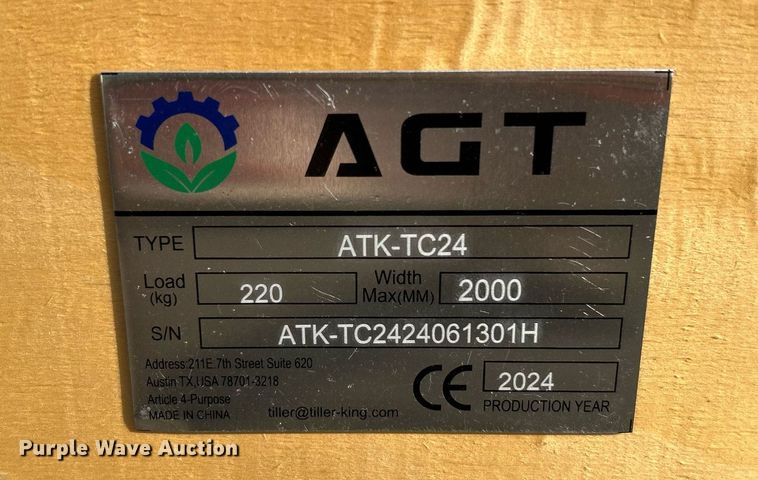 AGT
TYPE ATK-TC24
Load (kg) 220 Width Max(MM) 2000
S/N ATK-TC2424061301H
Address:211E 7th Street Suite 620
Austin TX,USA 78701-3218
Article 4-Purpose
MADE IN CHINA
tiller@tiller-king.com
CE
2024
PRODUCTION YEAR
Purple Wave Auction